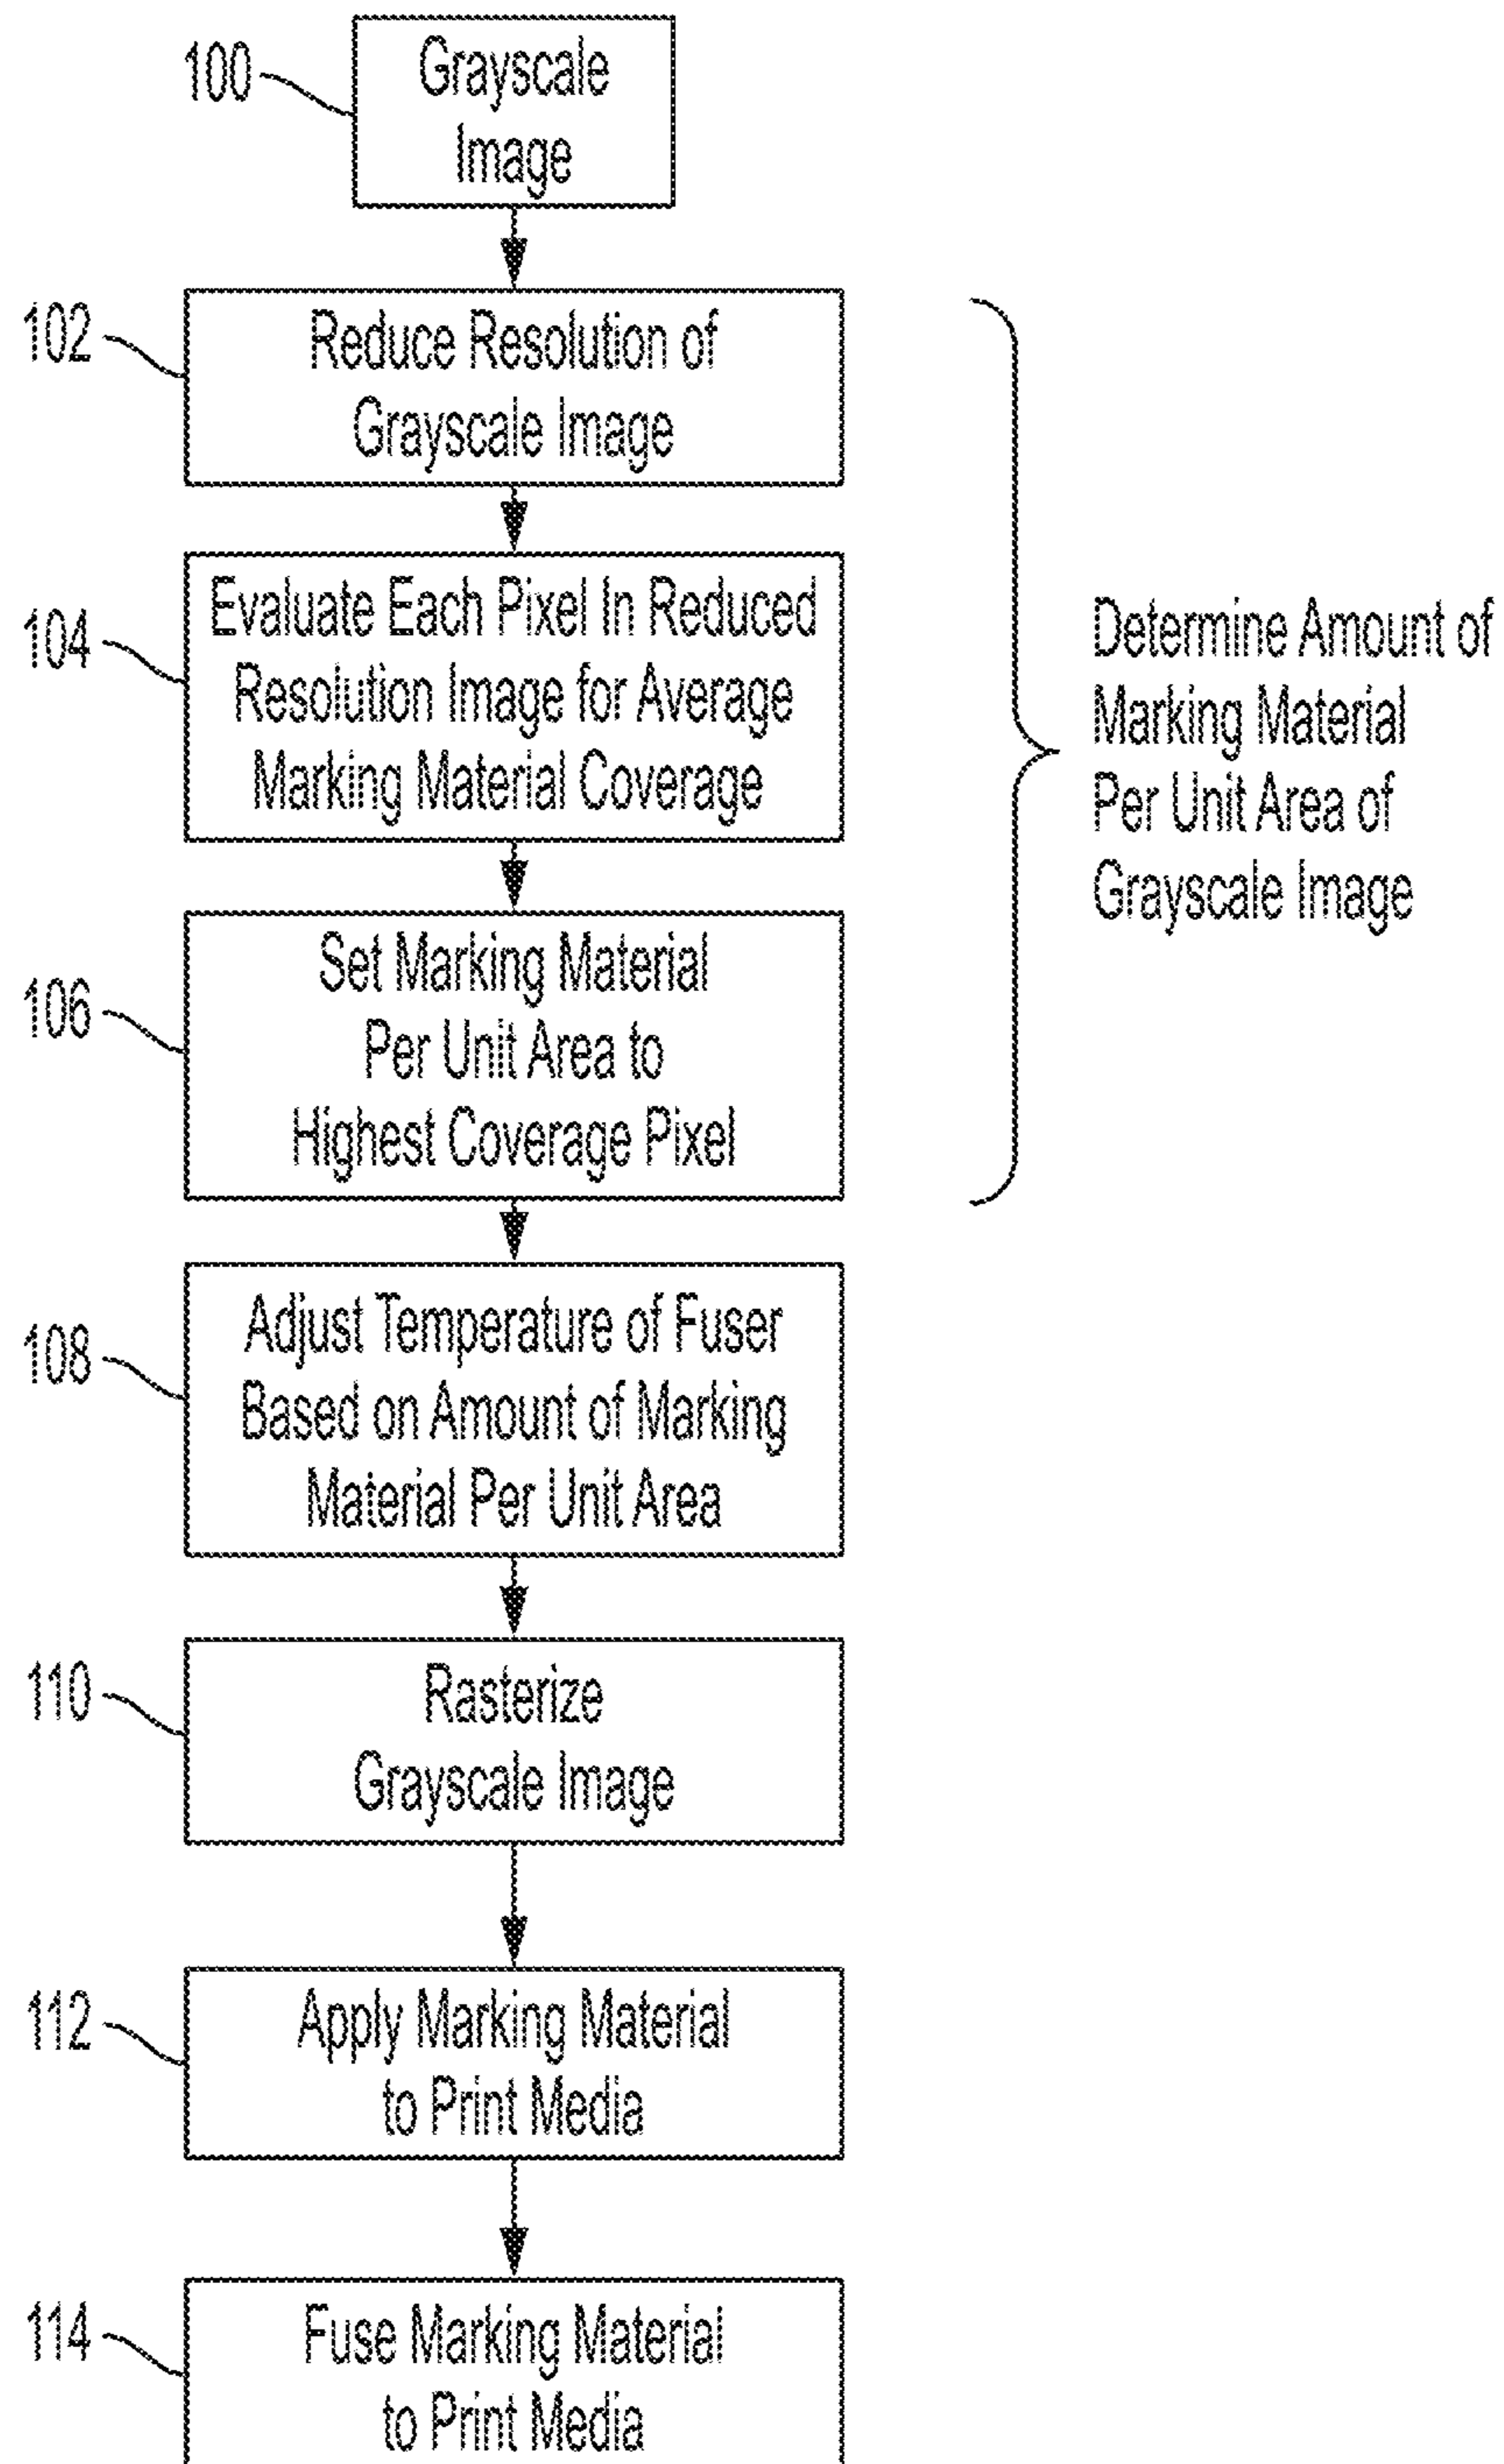 100
Grayscale
Image
102
Reduce Resolution of
Grayscale Image
104
Evaluate Each Pixel In Reduced
Resolution Image for Average
Marking Material Coverage
Determine Amount of
Marking Material
Per Unit Area of
Grayscale Image
106
Set Marking Material
Per Unit Area to
Highest Coverage Pixel
108
Adjust Temperature of Fuser
Based on Amount of Marking
Material Per Unit Area
110
Rasterize
Grayscale Image
112
Apply Marking Material
to Print Media
114
Fuse Marking Material
to Print Media